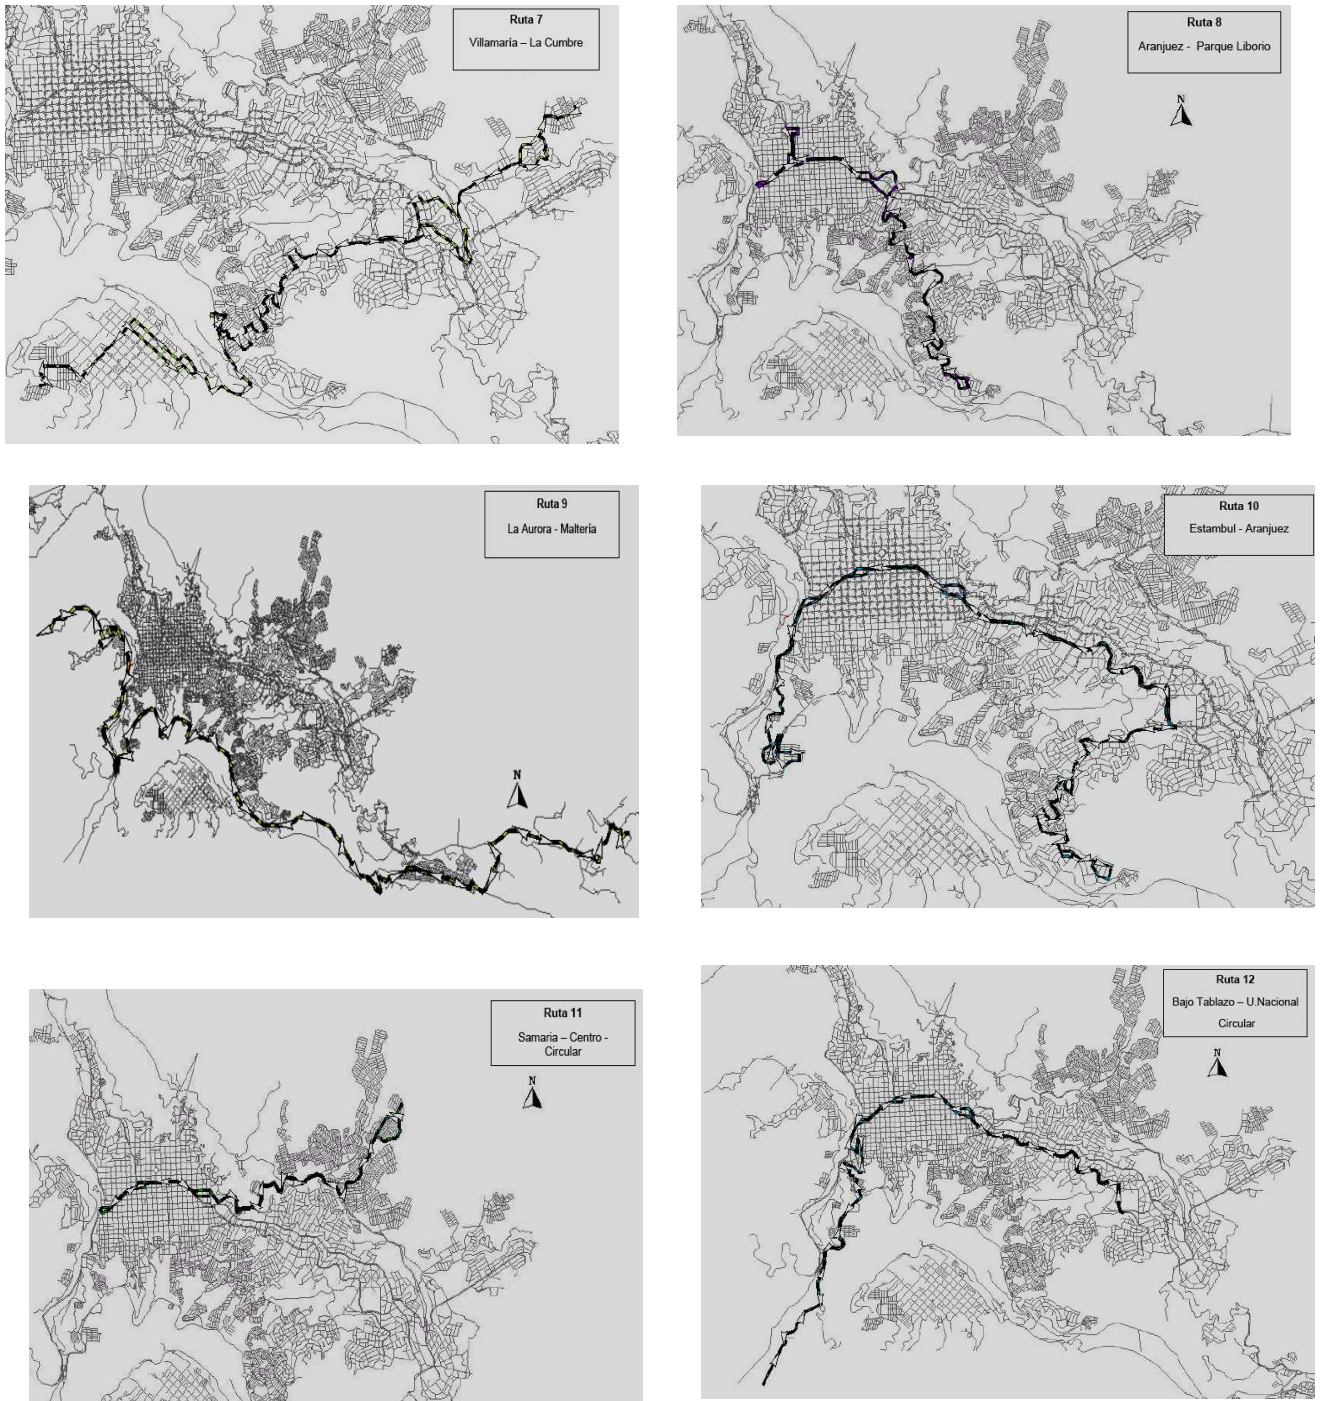 Ruta 7
Villamaría – La Cumbre
Ruta 8
Aranjuez - Parque Liborio
N
Ruta 9
La Aurora - Maltería
N
Ruta 10
Estambul - Aranjuez
Ruta 11
Samaria – Centro -
Circular
N
Ruta 12
Bajo Tablazo – U.Nacional
Circular
N